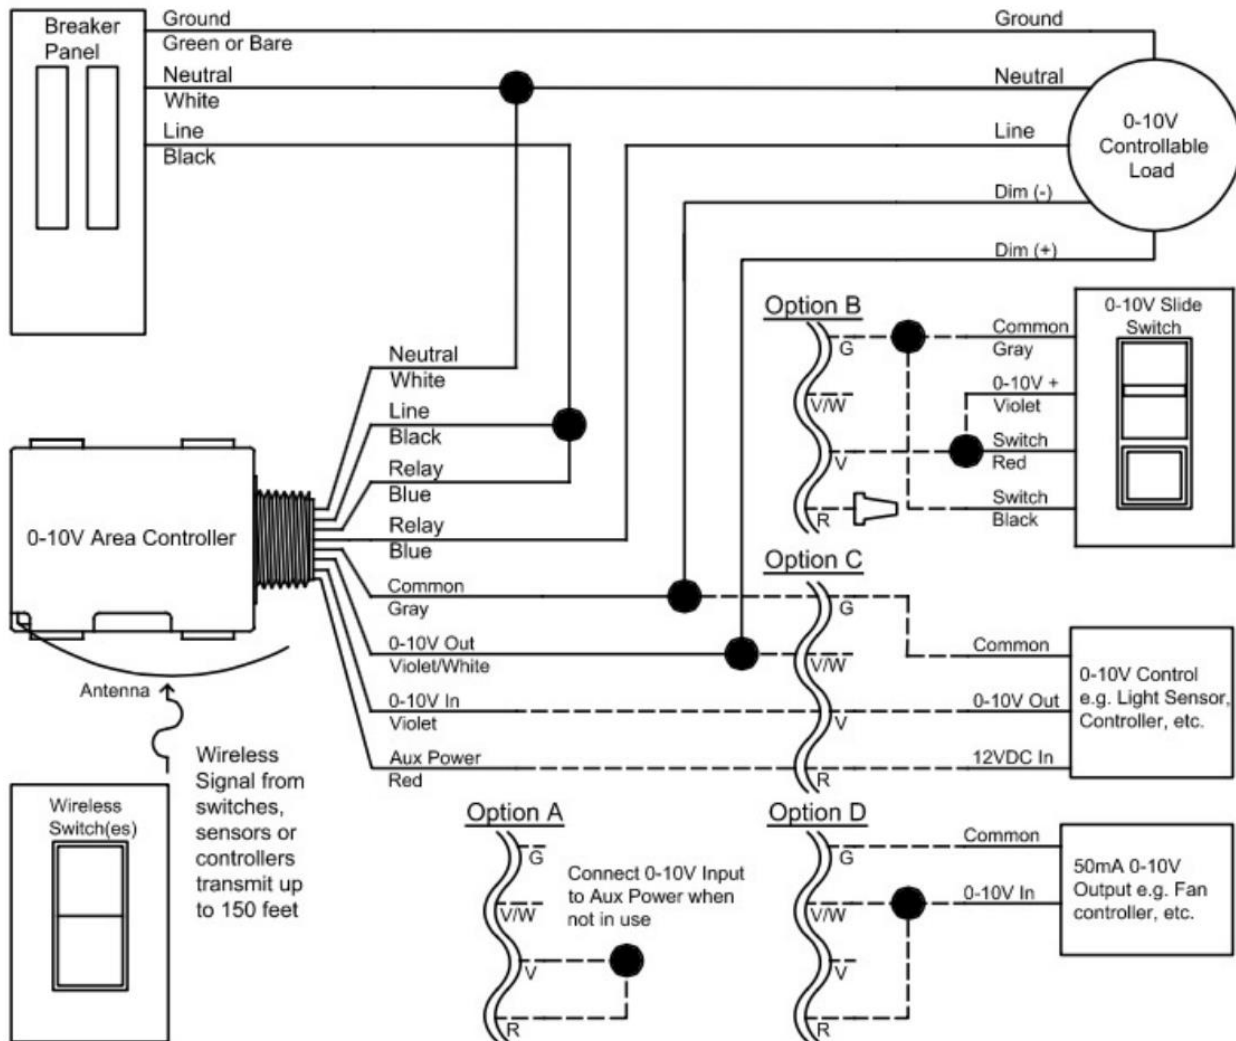 Breaker
Panel
Ground
Green or Bare
Neutral
White
Line
Black
Ground
Neutral
Line
Dim (-)
Dim (+)
0-10V
Controllable
Load
Neutral
White
Line
Black
Relay
Blue
Relay
Blue
Common
Gray
0-10V Out
Violet/White
0-10V In
Violet
Aux Power
Red
0-10V Area Controller
Antenna
Wireless
Signal from
switches,
sensors or
controllers
transmit up
to 150 feet
Wireless
Switch(es)
Option B
G
V/W
V
R
Common
Gray
0-10V +
Violet
Switch
Red
Switch
Black
0-10V Slide
Switch
Option C
G
V/W
V
R
Common
0-10V Out
12VDC In
0-10V Control
e.g. Light Sensor,
Controller, etc.
Option A
G
V/W
V
R
Connect 0-10V Input
to Aux Power when
not in use
Option D
G
V/W
V
R
Common
0-10V In
50mA 0-10V
Output e.g. Fan
controller, etc.